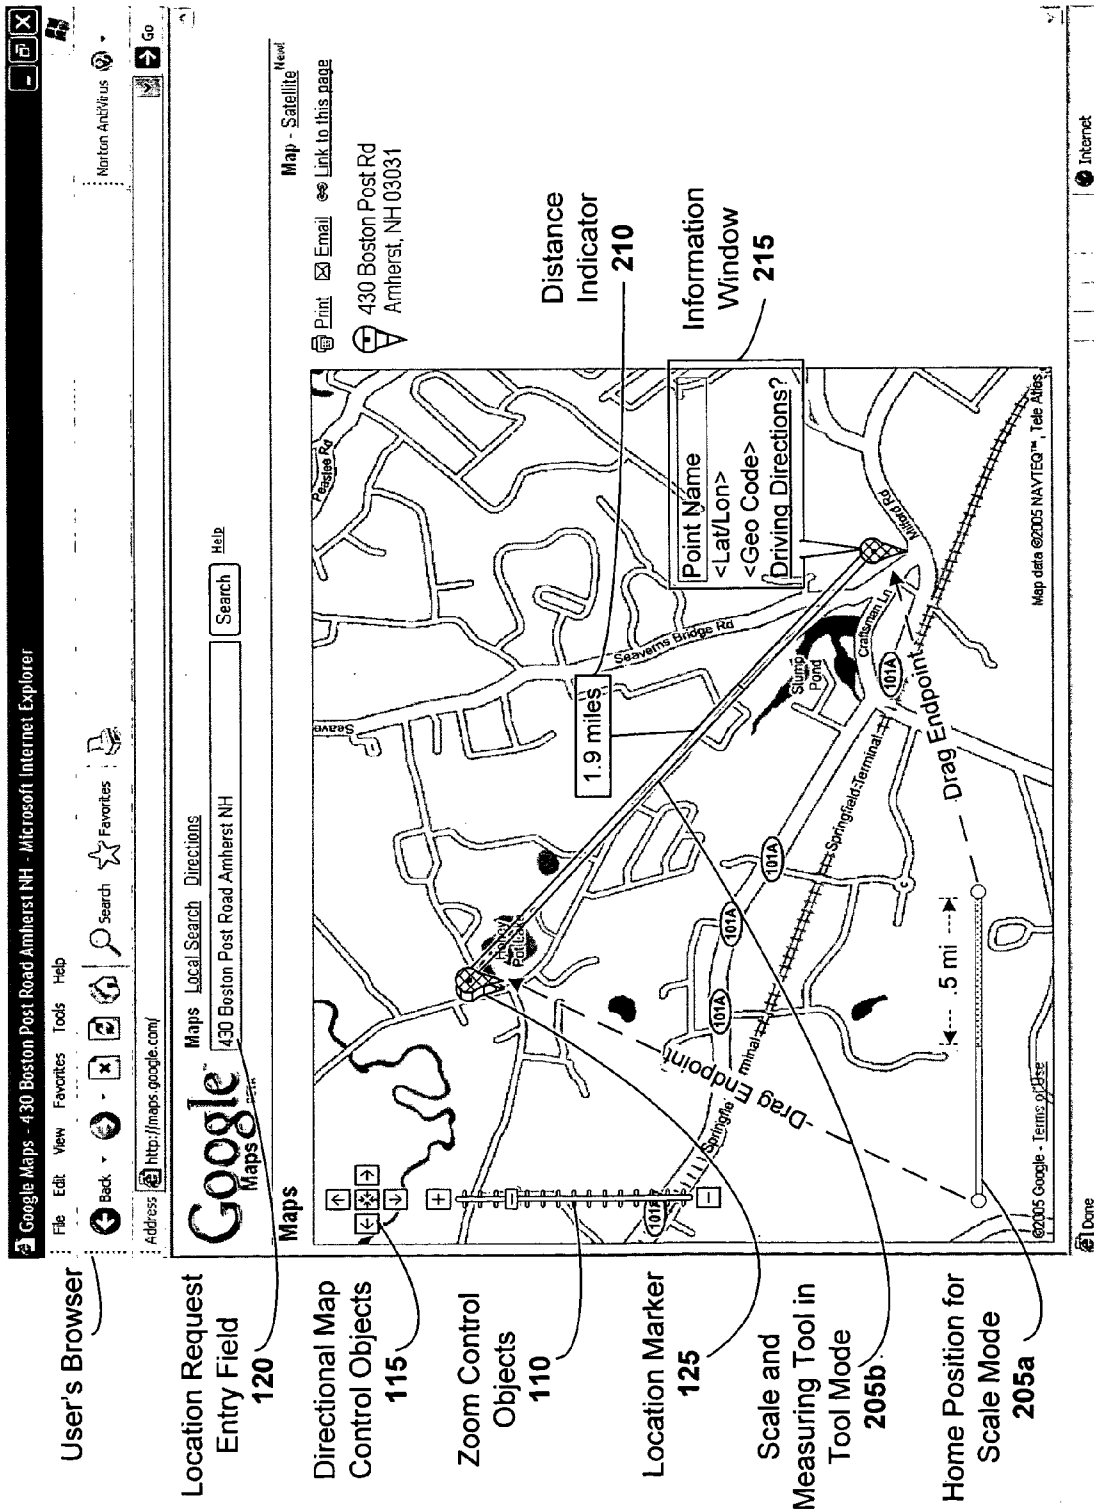 Google Maps - 430 Boston Post Road Amherst NH - Microsoft Internet Explorer
File Edit View Favorites Tools Help
Back Search Favorites
Norton AntiVirus
Address http://maps.google.com/
Go
User's Browser
Google™
Maps BETA
Maps Local Search Directions
430 Boston Post Road Amherst NH
Search
Help
Location Request
Entry Field
120
Maps
Map - Satellite New!
Print Email Link to this page
430 Boston Post Rd
Amherst, NH 03031
Directional Map
Control Objects
115
Zoom Control
Objects
110
Location Marker
125
Scale and
Measuring Tool in
Tool Mode
205b
Home Position for
Scale Mode
205a
Distance
Indicator
210
Information
Window
215
Point Name
<Lat/Lon>
<Geo Code>
Driving Directions?
1.9 miles
Peaslee Rd
Seave
Seaverns Bridge Rd
Stump
Pond
Craftsman Ln
Milford Rd
101A
101A
101A
101A
101A
Springfield Terminal
Springfie
minal
Drag Endpoint
Drag Endpoint
.5 mi
©2005 Google - Terms of Use
Map data ©2005 NAVTEQ™, Tele Atlas
Done
Internet